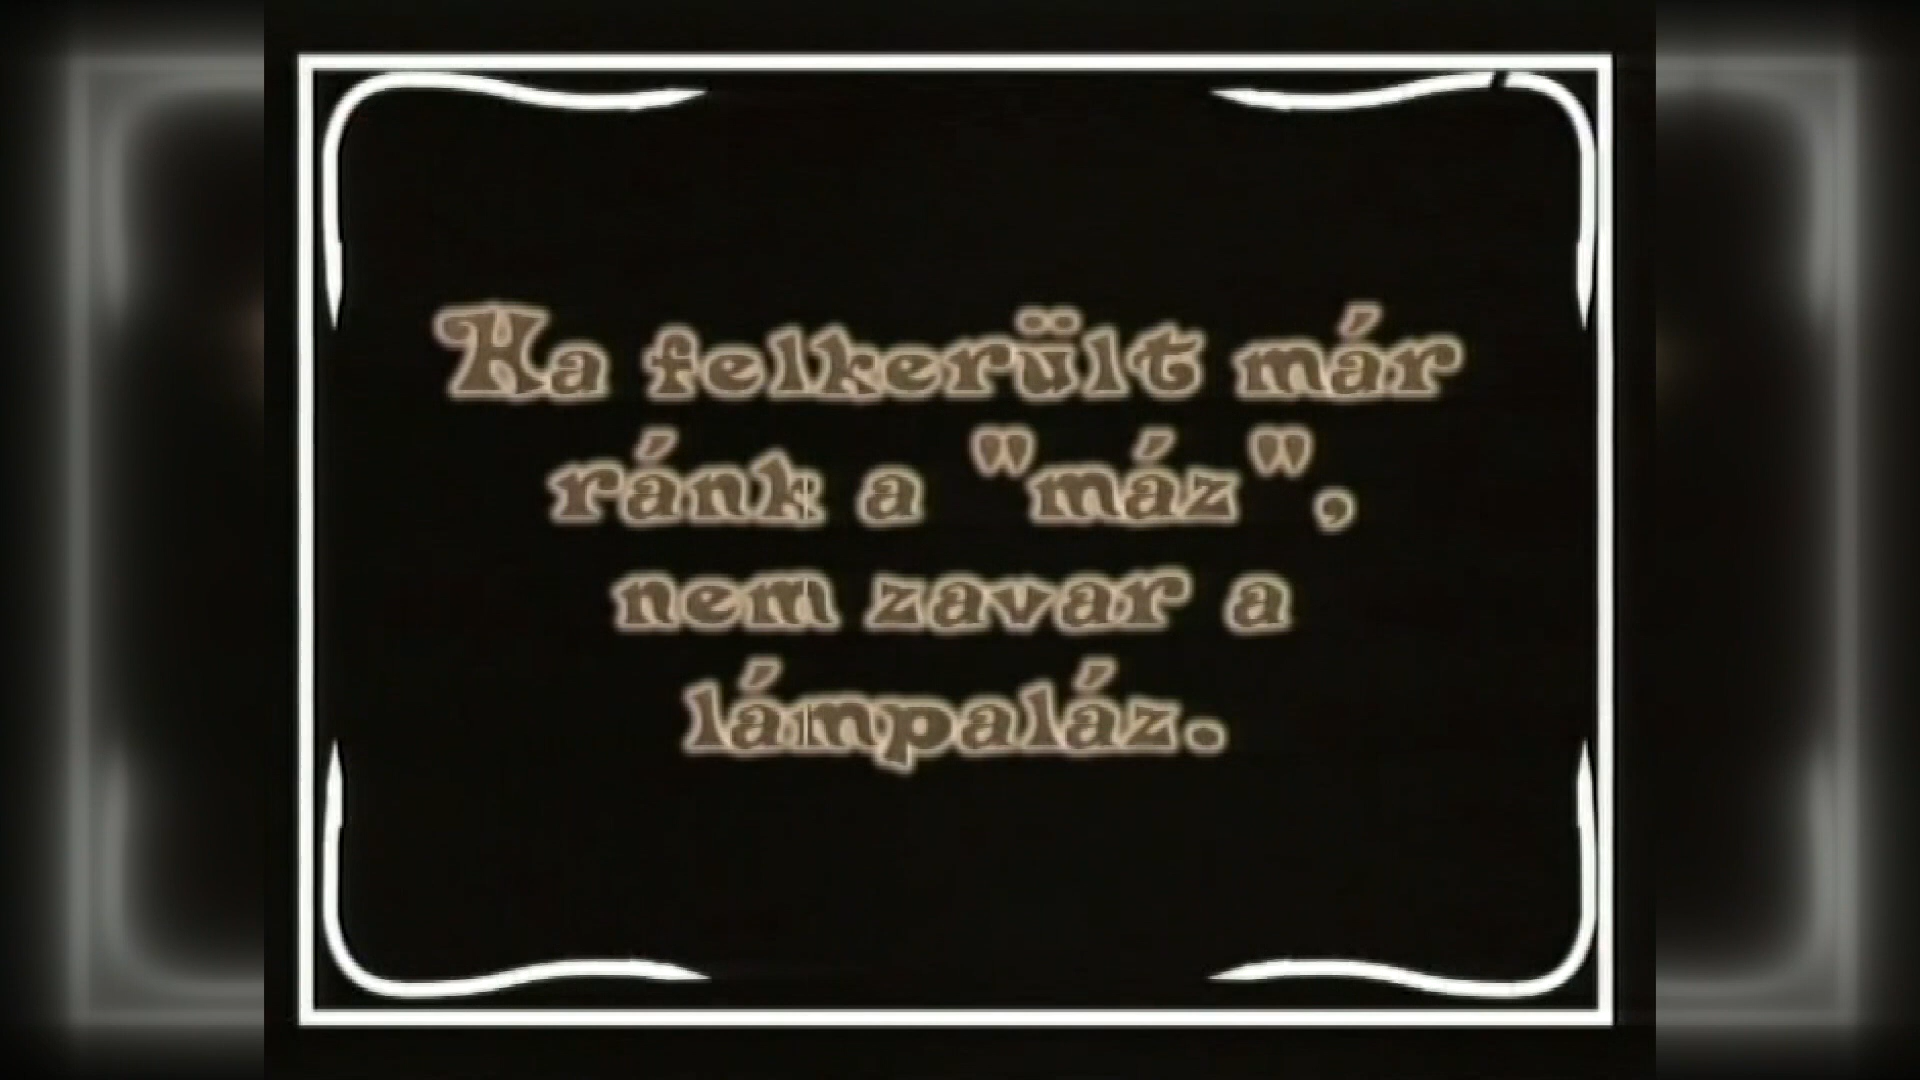 Ha felkerült már
ránk a "máz",
nem zavar a
lámpaláz.